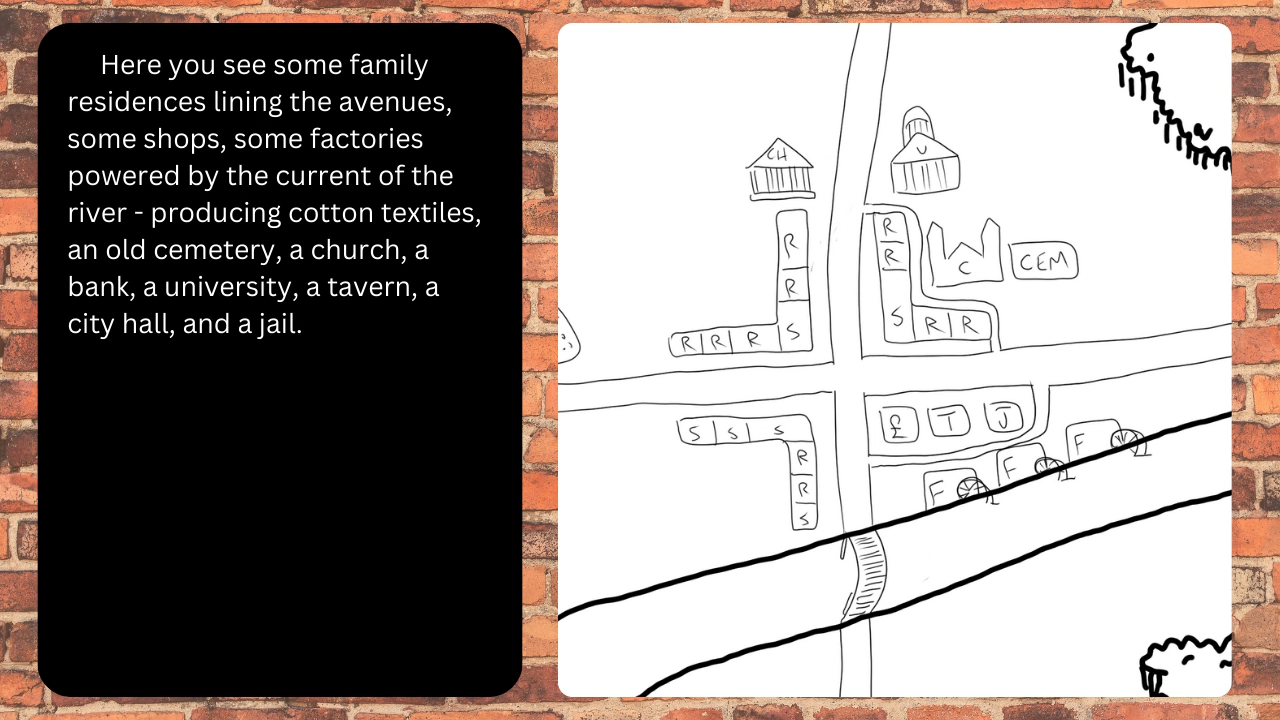 Here you see some family
residences lining the avenues,
some shops, some factories
powered by the current of the
river - producing cotton textiles,
an old cemetery, a church, a
bank, a university, a tavern, a
city hall, and a jail.
CH
U
R
R
R
R
C
CEM
S
R
R
R
R
R
S
£
T
J
S
S
S
F
F
F
R
R
S